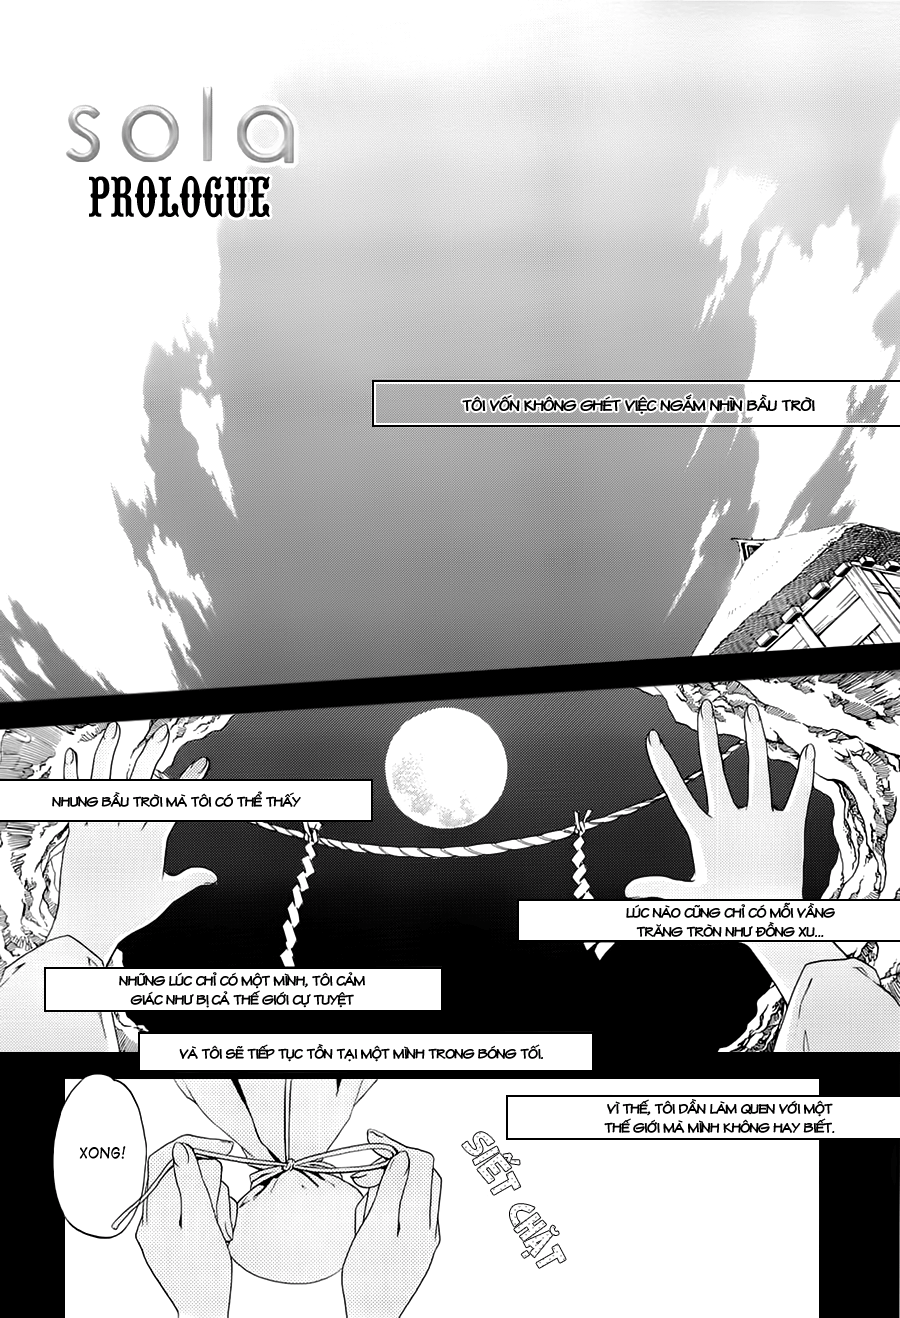 sola
PROLOGUE
TÔI VỐN KHÔNG GHÉT VIỆC NGẮM NHÌN BẦU TRỜI
NHƯNG BẦU TRỜI MÀ TÔI CÓ THỂ THẤY
LÚC NÀO CŨNG CHỈ CÓ MỖI VẦNG
TRĂNG TRÒN NHƯ ĐỒNG XU...
NHỮNG LÚC CHỈ CÓ MỘT MÌNH, TÔI CẢM
GIÁC NHƯ BỊ CẢ THẾ GIỚI CỰ TUYỆT
VÀ TÔI SẼ TIẾP TỤC TỒN TẠI MỘT MÌNH TRONG BÓNG TỐI.
VÌ THẾ, TÔI DẦN LÀM QUEN VỚI MỘT
THẾ GIỚI MÀ MÌNH KHÔNG HAY BIẾT.
XONG!
SIẾT CHẶT